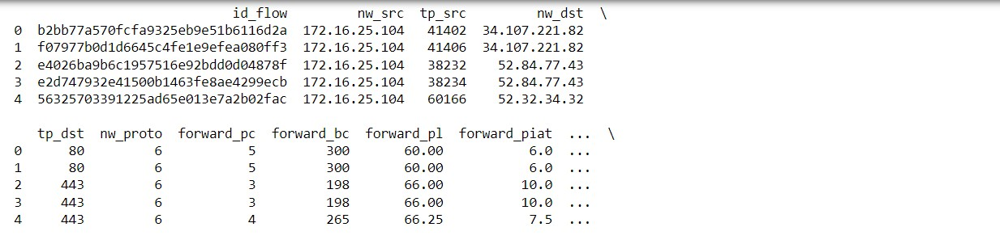 id_flow nw_src tp_src nw_dst \
0 b2bb77a570fcfa9325eb9e51b6116d2a 172.16.25.104 41402 34.107.221.82
1 f07977b0d1d6645c4fe1e9efea080ff3 172.16.25.104 41406 34.107.221.82
2 e4026ba9b6c1957516e92bdd0d04878f 172.16.25.104 38232 52.84.77.43
3 e2d747932e41500b1463fe8ae4299ecb 172.16.25.104 38234 52.84.77.43
4 56325703391225ad65e013e7a2b02fac 172.16.25.104 60166 52.32.34.32
tp_dst nw_proto forward_pc forward_bc forward_pl forward_piat ... \
0 80 6 5 300 60.00 6.0 ...
1 80 6 5 300 60.00 6.0 ...
2 443 6 3 198 66.00 10.0 ...
3 443 6 3 198 66.00 10.0 ...
4 443 6 4 265 66.25 7.5 ...